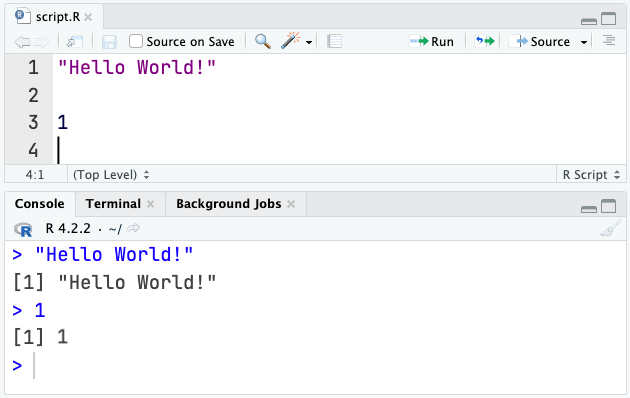 script.R
Source on Save Run Source
1 "Hello World!"
2
3 1
4
4:1 (Top Level) R Script
Console Terminal Background Jobs
R R 4.2.2 · ~/
> "Hello World!"
[1] "Hello World!"
> 1
[1] 1
>